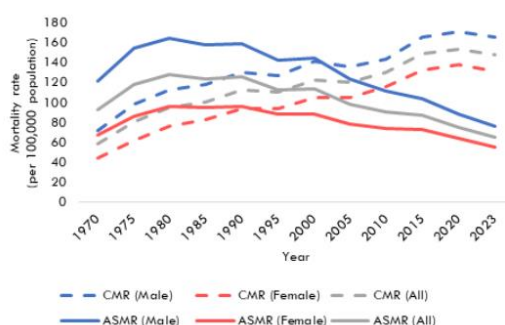 180
160
140
120
100
80
60
40
20
0
Mortality rate
(per 100,000 population)
1970
1975
1980
1985
1990
1995
2000
2005
2010
2015
2020
2023
Year
CMR (Male)
CMR (Female)
CMR (All)
ASMR (Male)
ASMR (Female)
ASMR (All)